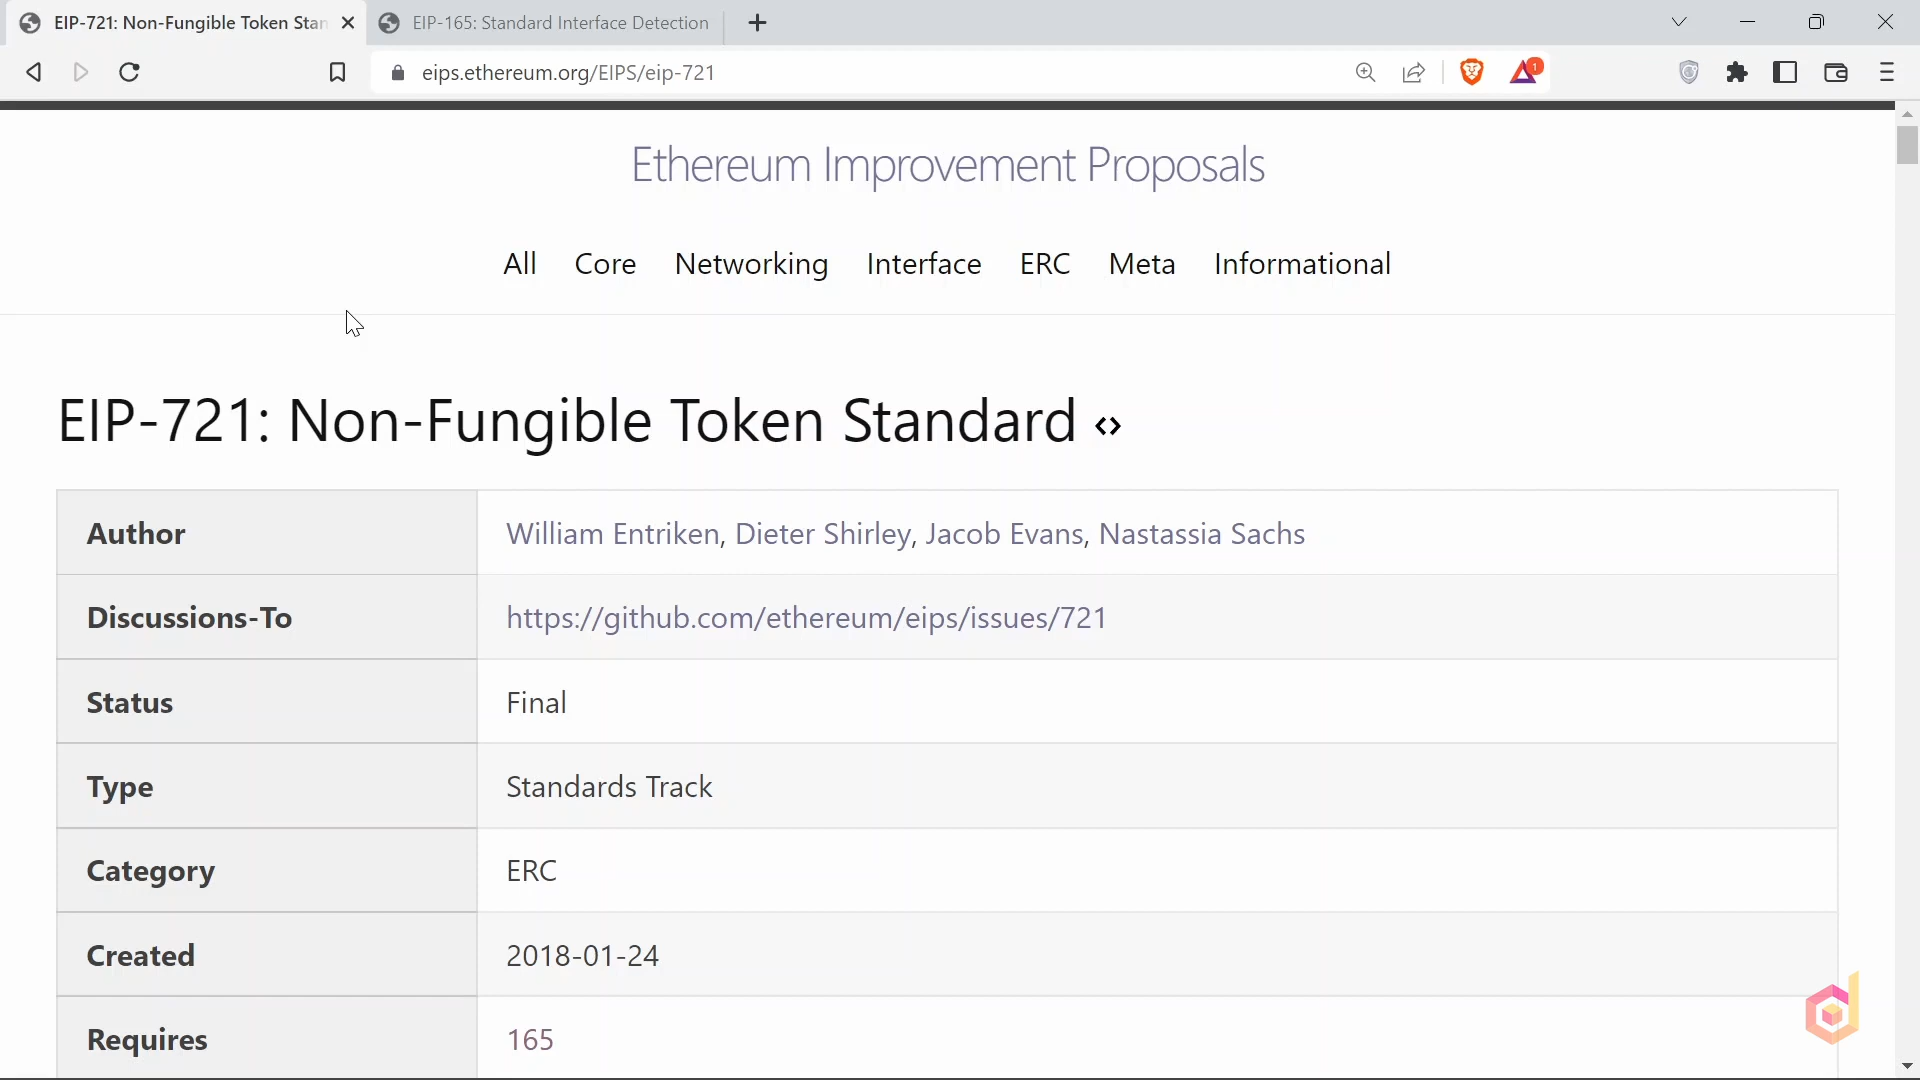 EIP-721: Non-Fungible Token Stan
EIP-165: Standard Interface Detection
eips.ethereum.org/EIPS/eip-721
1
Ethereum Improvement Proposals
All Core Networking Interface ERC Meta Informational
EIP-721: Non-Fungible Token Standard <>
Author William Entriken, Dieter Shirley, Jacob Evans, Nastassia Sachs
Discussions-To https://github.com/ethereum/eips/issues/721
Status Final
Type Standards Track
Category ERC
Created 2018-01-24
Requires 165